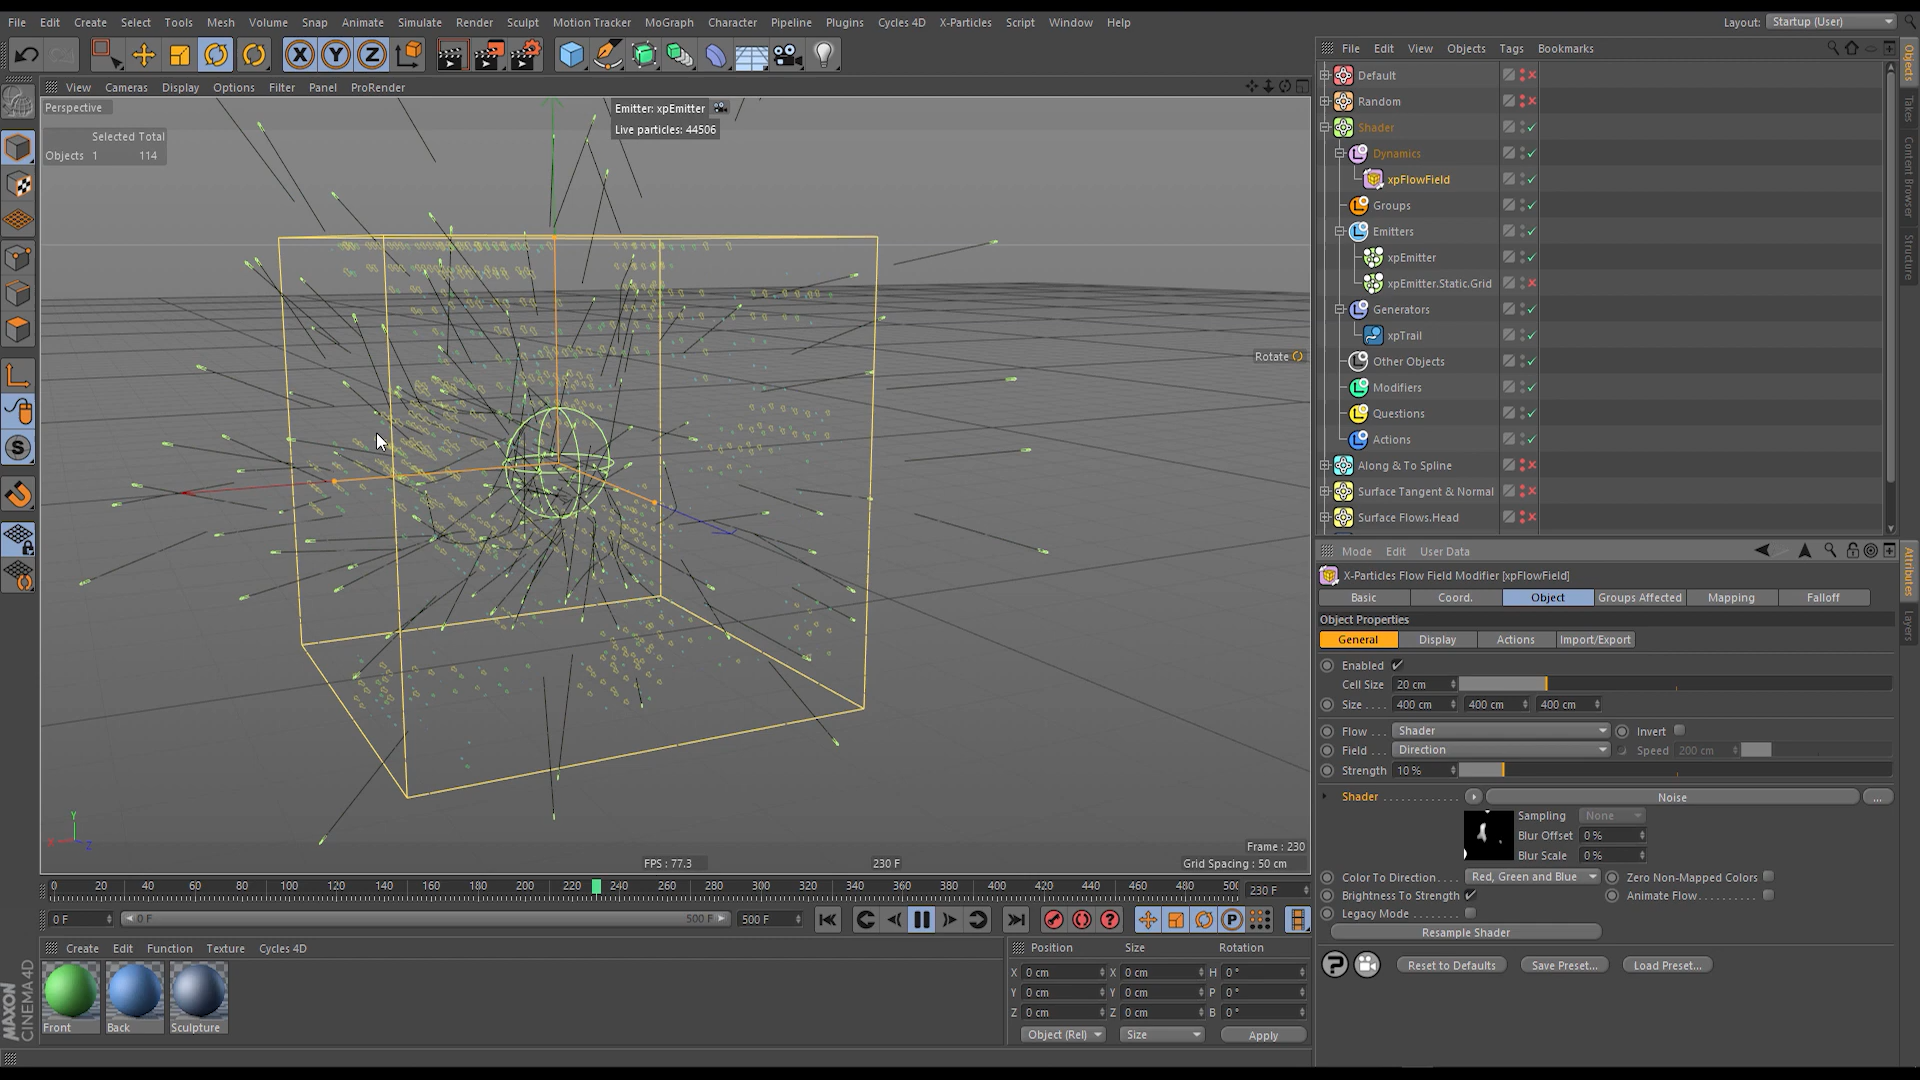 File Edit Create Select Tools Mesh Volume Snap Animate Simulate Render Sculpt Motion Tracker MoGraph Character Pipeline Plugins Cycles 4D X-Particles Script Window Help Layout: Startup (User)
X Y Z
View Cameras Display Options Filter Panel ProRender
Perspective
Selected Total
Objects 1 114
Emitter: xpEmitter
Live particles: 44506
Rotate
Frame : 230
FPS : 77.3 230 F Grid Spacing : 50 cm
Y
X Z
0 20 40 60 80 100 120 140 160 180 200 220 240 260 280 300 320 340 360 380 400 420 440 460 480 500 230 F
0 F 0 F 500 F 500 F
Create Edit Function Texture Cycles 4D
Front Back Sculpture
MAXON
CINEMA 4D
Position Size Rotation
X 0 cm X 0 cm H 0 °
Y 0 cm Y 0 cm P 0 °
Z 0 cm Z 0 cm B 0 °
Object (Rel) Size Apply
File Edit View Objects Tags Bookmarks
Default
Random
Shader
Dynamics
xpFlowField
Groups
Emitters
xpEmitter
xpEmitter.Static.Grid
Generators
xpTrail
Other Objects
Modifiers
Questions
Actions
Along & To Spline
Surface Tangent & Normal
Surface Flows.Head
Objects
Takes
Content Browser
Structure
Mode Edit User Data
X-Particles Flow Field Modifier [xpFlowField]
Basic Coord. Object Groups Affected Mapping Falloff
Object Properties
General Display Actions Import/Export
Enabled
Cell Size 20 cm
Size . . . . 400 cm 400 cm 400 cm
Flow . . . Shader Invert
Field . . . Direction Speed 200 cm
Strength 10 %
Shader . . . . . . . . . . . . Noise ...
Sampling None
Blur Offset 0 %
Blur Scale 0 %
Color To Direction. . . . Red, Green and Blue Zero Non-Mapped Colors
Brightness To Strength Animate Flow. . . . . . . . . .
Legacy Mode . . . . . . . .
Resample Shader
Reset to Defaults Save Preset... Load Preset...
Attributes
Layers